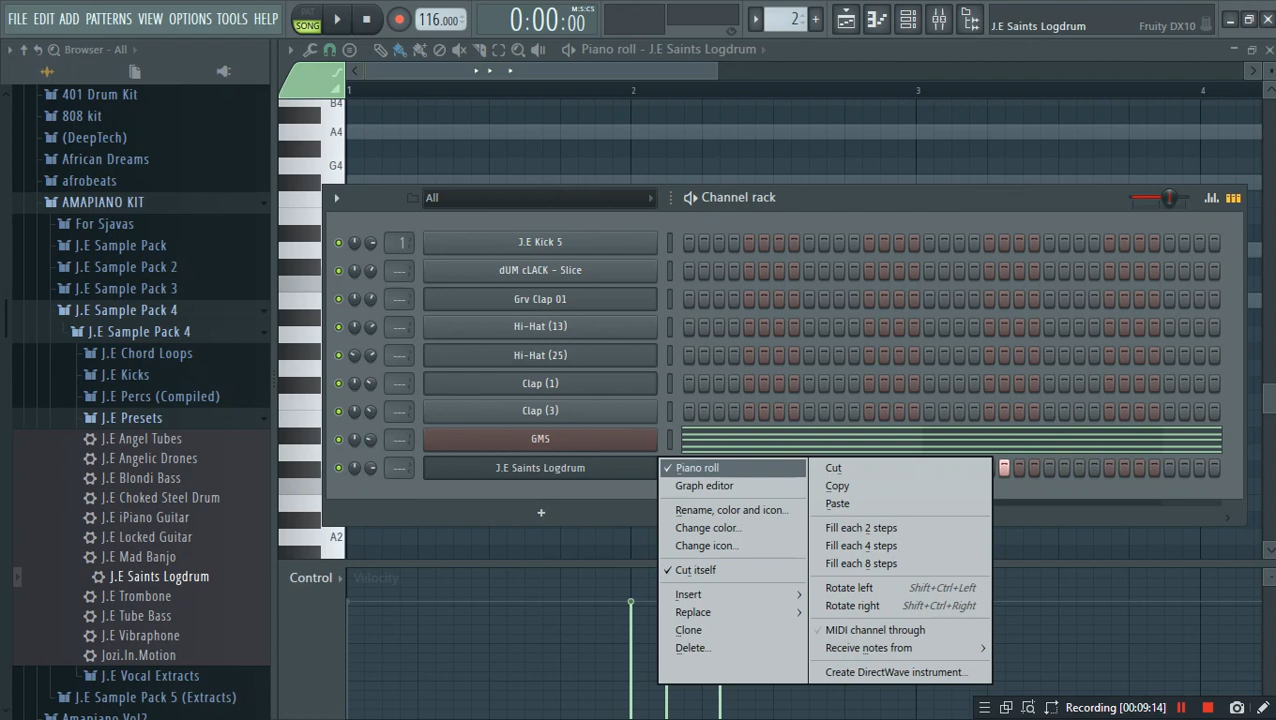 FILE EDIT ADD PATTERNS VIEW OPTIONS TOOLS HELP
PAT
SONG
116.000
0:00:00
M:S:CS
2
J.E Saints Logdrum
Fruity DX10
Browser - All
Piano roll - J.E Saints Logdrum
401 Drum Kit
808 kit
(DeepTech)
African Dreams
afrobeats
AMAPIANO KIT
For Sjavas
J.E Sample Pack
J.E Sample Pack 2
J.E Sample Pack 3
J.E Sample Pack 4
J.E Sample Pack 4
J.E Chord Loops
J.E Kicks
J.E Percs (Compiled)
J.E Presets
J.E Angel Tubes
J.E Angelic Drones
J.E Blondi Bass
J.E Choked Steel Drum
J.E iPiano Guitar
J.E Locked Guitar
J.E Mad Banjo
J.E Saints Logdrum
J.E Trombone
J.E Tube Bass
J.E Vibraphone
Jozi.In.Motion
J.E Vocal Extracts
J.E Sample Pack 5 (Extracts)
Amapiano Vol2
1
2
3
4
B4
A4
G4
A2
All
Channel rack
1
J.E Kick 5
--- dUM cLACK - Slice
--- Grv Clap 01
--- Hi-Hat (13)
--- Hi-Hat (25)
--- Clap (1)
--- Clap (3)
--- GMS
--- J.E Saints Logdrum
+
Control
Velocity
✓ Piano roll
Graph editor
Rename, color and icon...
Change color...
Change icon...
✓ Cut itself
Insert
Replace
Clone
Delete...
Cut
Copy
Paste
Fill each 2 steps
Fill each 4 steps
Fill each 8 steps
Rotate left Shift+Ctrl+Left
Rotate right Shift+Ctrl+Right
✓ MIDI channel through
Receive notes from
Create DirectWave instrument...
Recording [00:09:14]